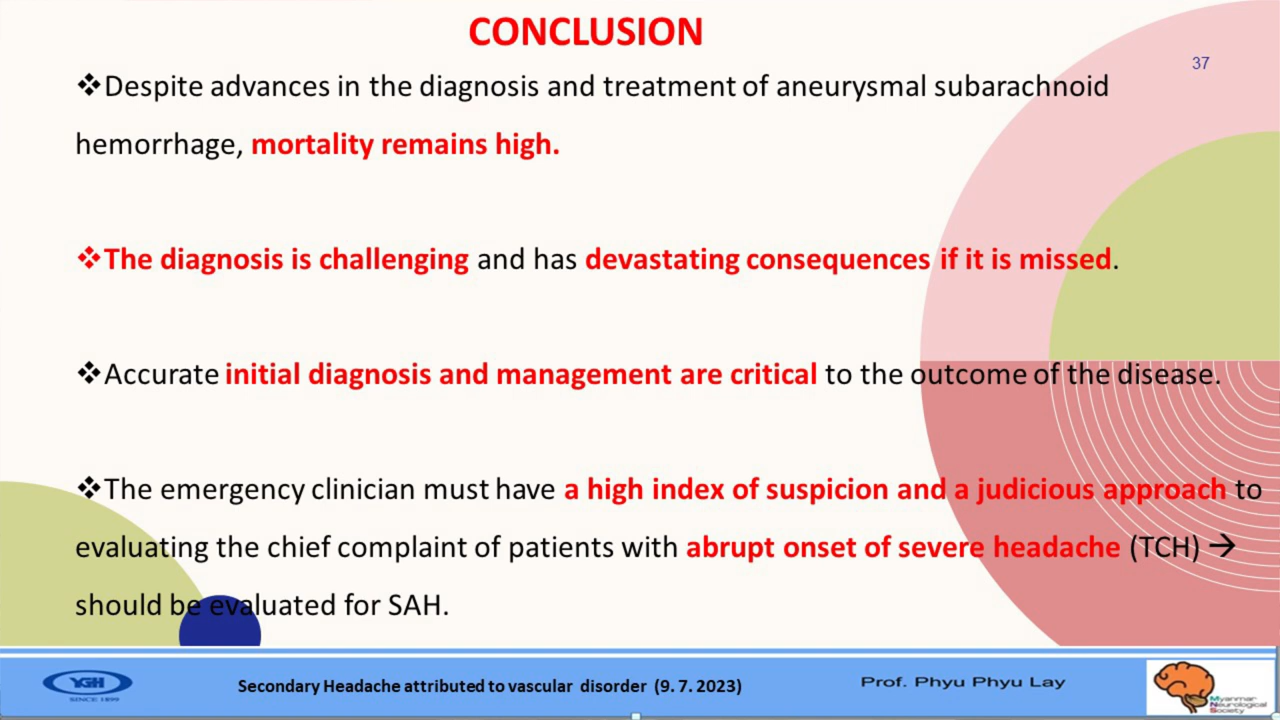 CONCLUSION
37
❖Despite advances in the diagnosis and treatment of aneurysmal subarachnoid
hemorrhage, mortality remains high.
❖The diagnosis is challenging and has devastating consequences if it is missed.
❖Accurate initial diagnosis and management are critical to the outcome of the disease.
❖The emergency clinician must have a high index of suspicion and a judicious approach to
evaluating the chief complaint of patients with abrupt onset of severe headache (TCH) →
should be evaluated for SAH.
YGH
SINCE 1899
Secondary Headache attributed to vascular disorder (9. 7. 2023)
Prof. Phyu Phyu Lay
Myanmar
Neurological
Society